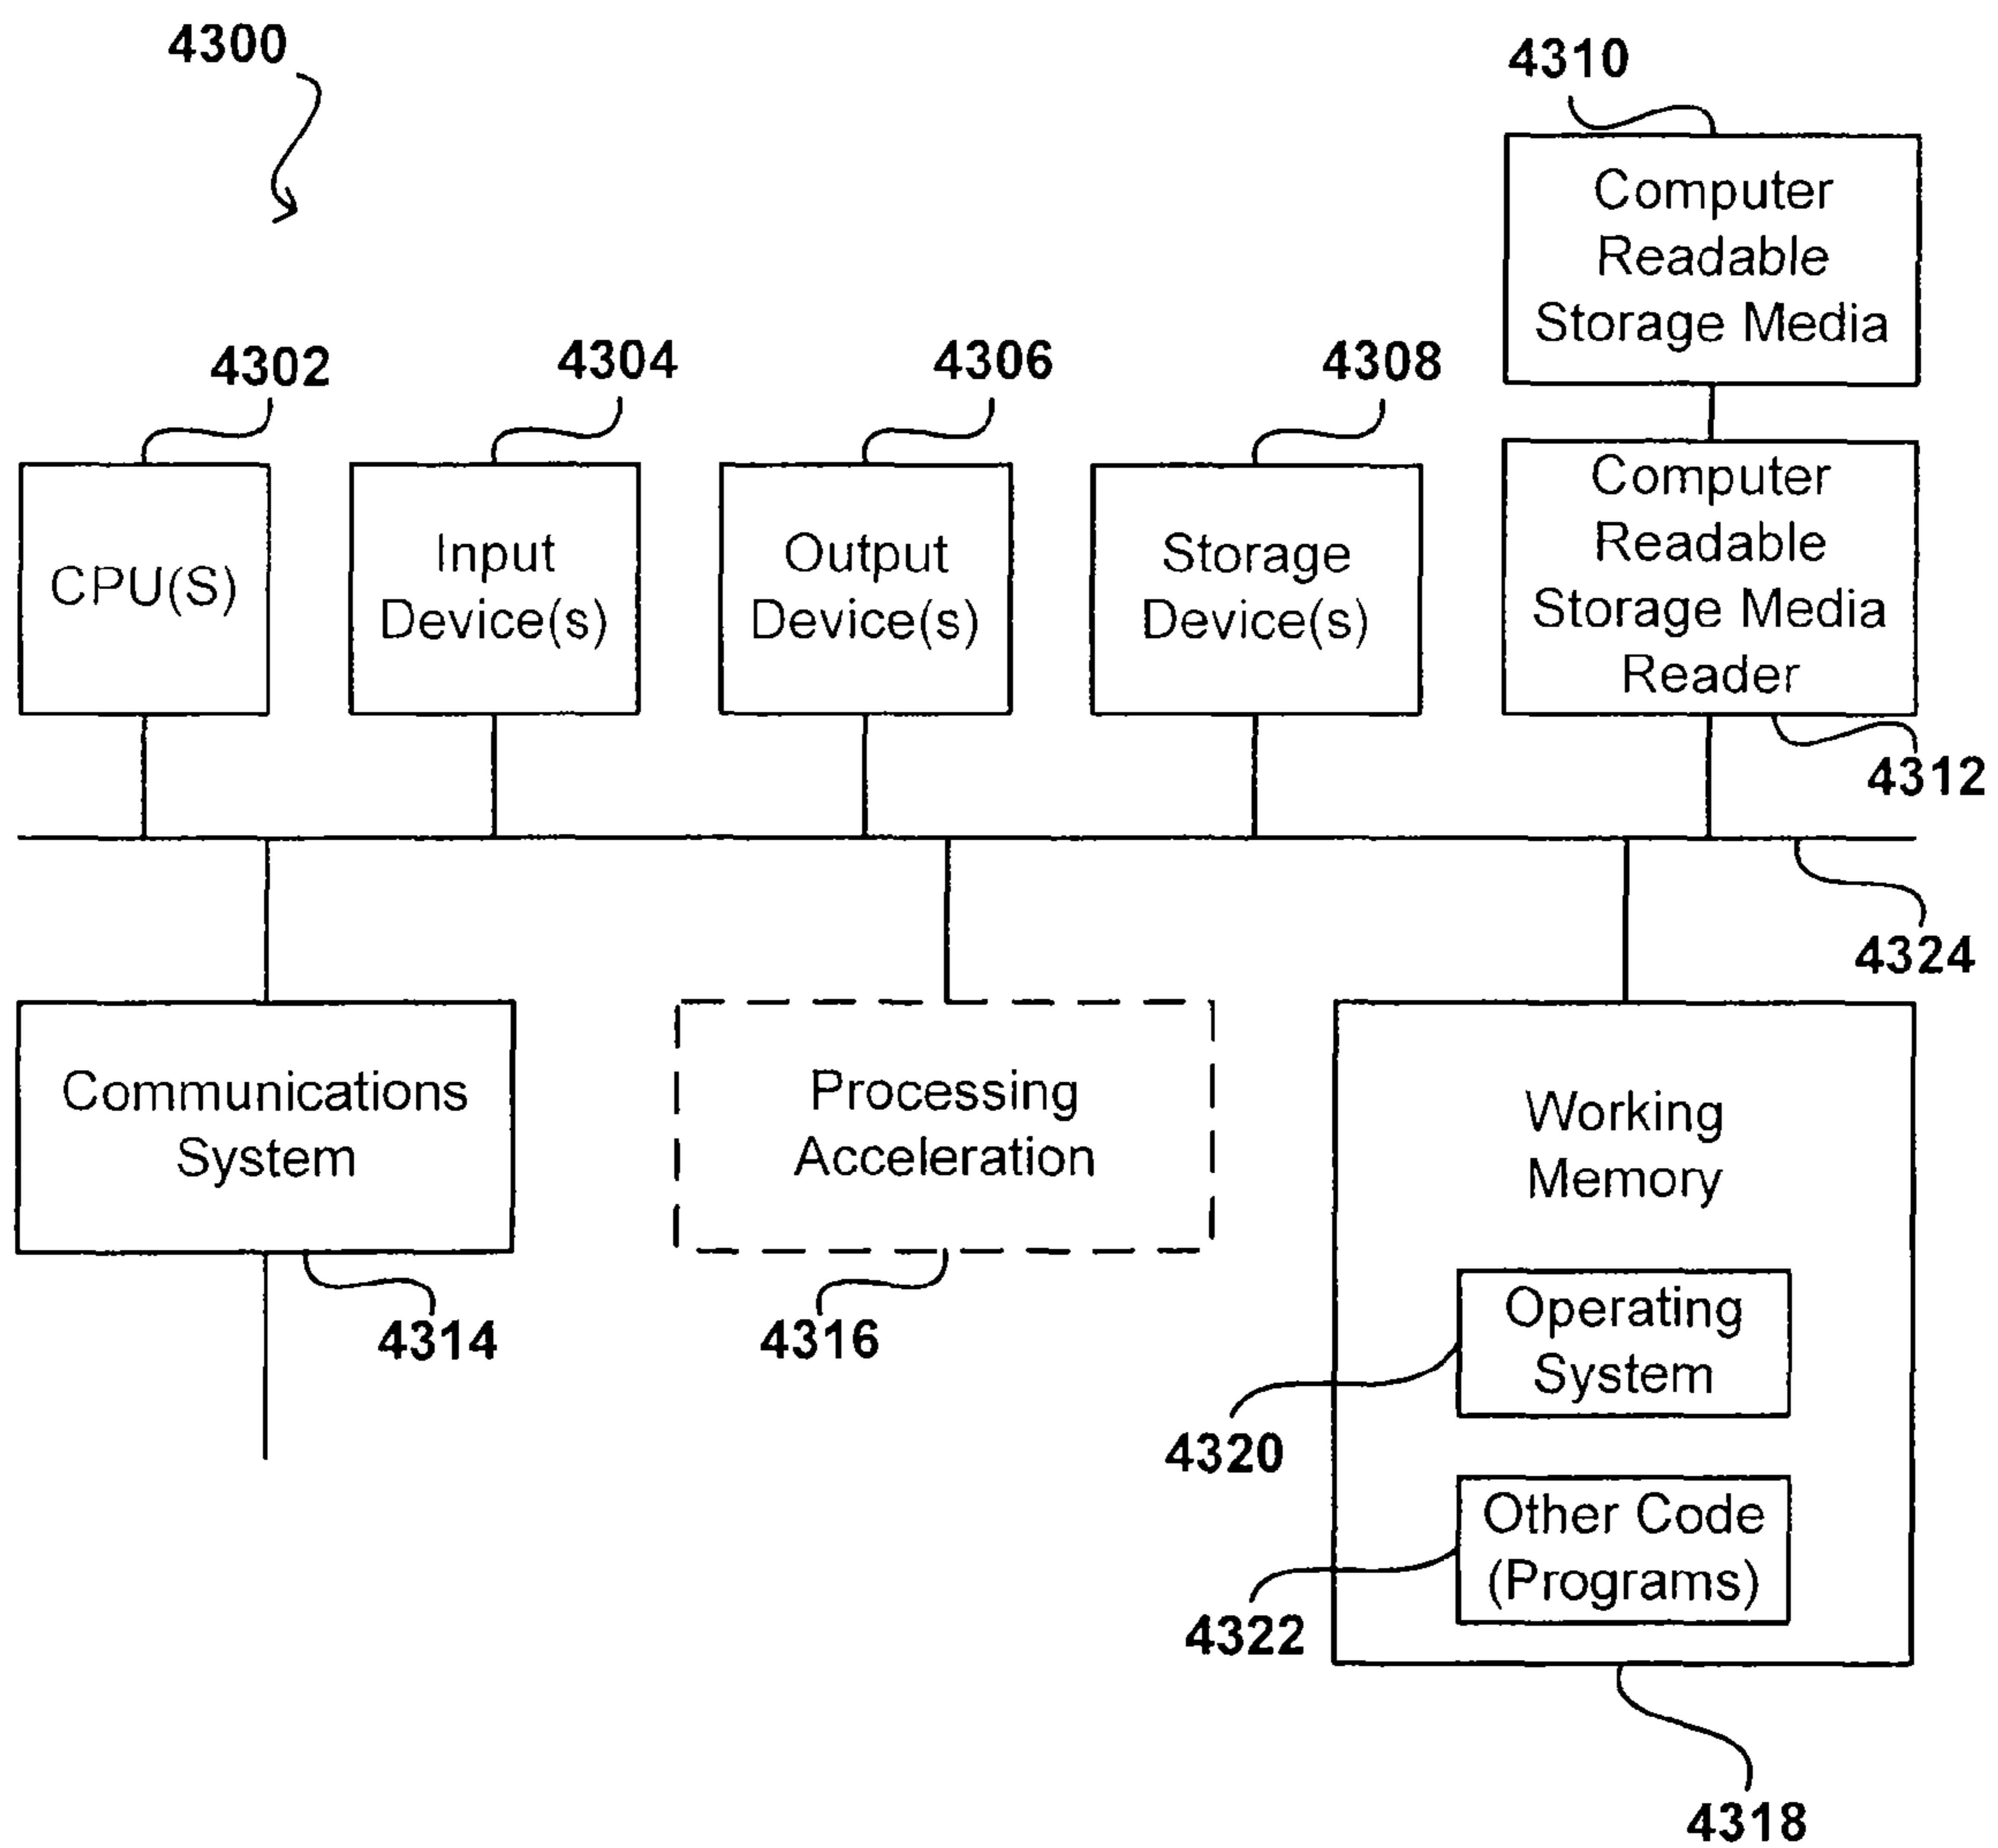 4300
4310
Computer
Readable
Storage Media
4302
4304
4306
4308
CPU(S)
Input
Device(s)
Output
Device(s)
Storage
Device(s)
Computer
Readable
Storage Media
Reader
4312
4324
Communications
System
4314
Processing
Acceleration
4316
Working
Memory
Operating
System
4320
Other Code
(Programs)
4322
4318